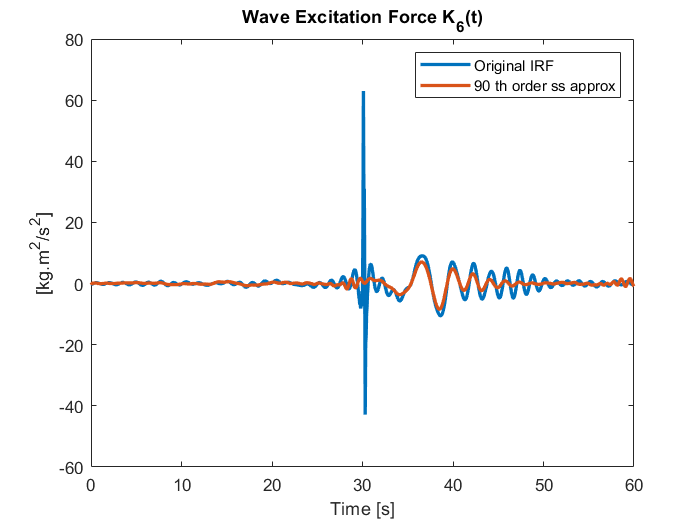 Wave Excitation Force K6(t)
80
60
40
20
0
-20
-40
-60
[kg.m2/s2]
Original IRF
90 th order ss approx
0 10 20 30 40 50 60
Time [s]